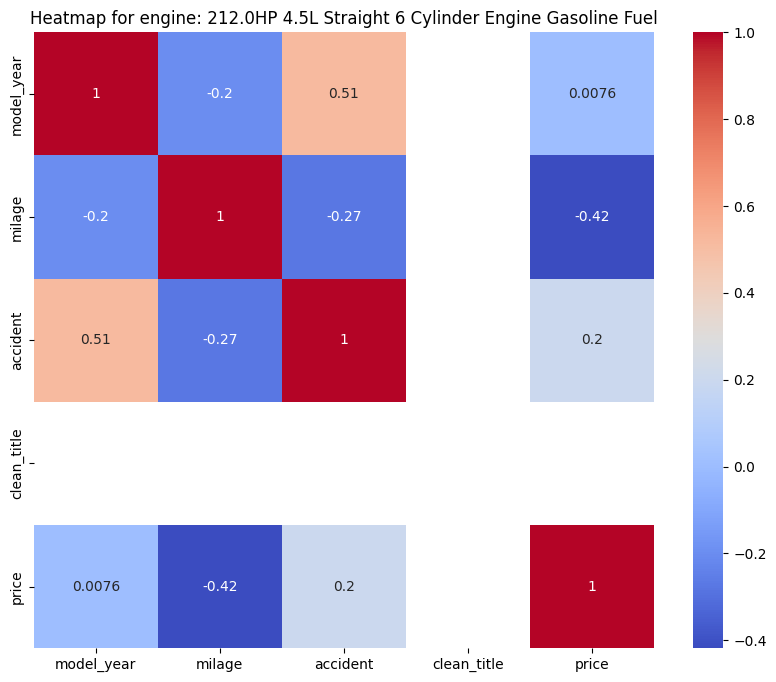 Heatmap for engine: 212.0HP 4.5L Straight 6 Cylinder Engine Gasoline Fuel
model_year 1 -0.2 0.51 0.0076
milage -0.2 1 -0.27 -0.42
accident 0.51 -0.27 1 0.2
clean_title
price 0.0076 -0.42 0.2 1
model_year milage accident clean_title price
1.0
0.8
0.6
0.4
0.2
0.0
−0.2
−0.4